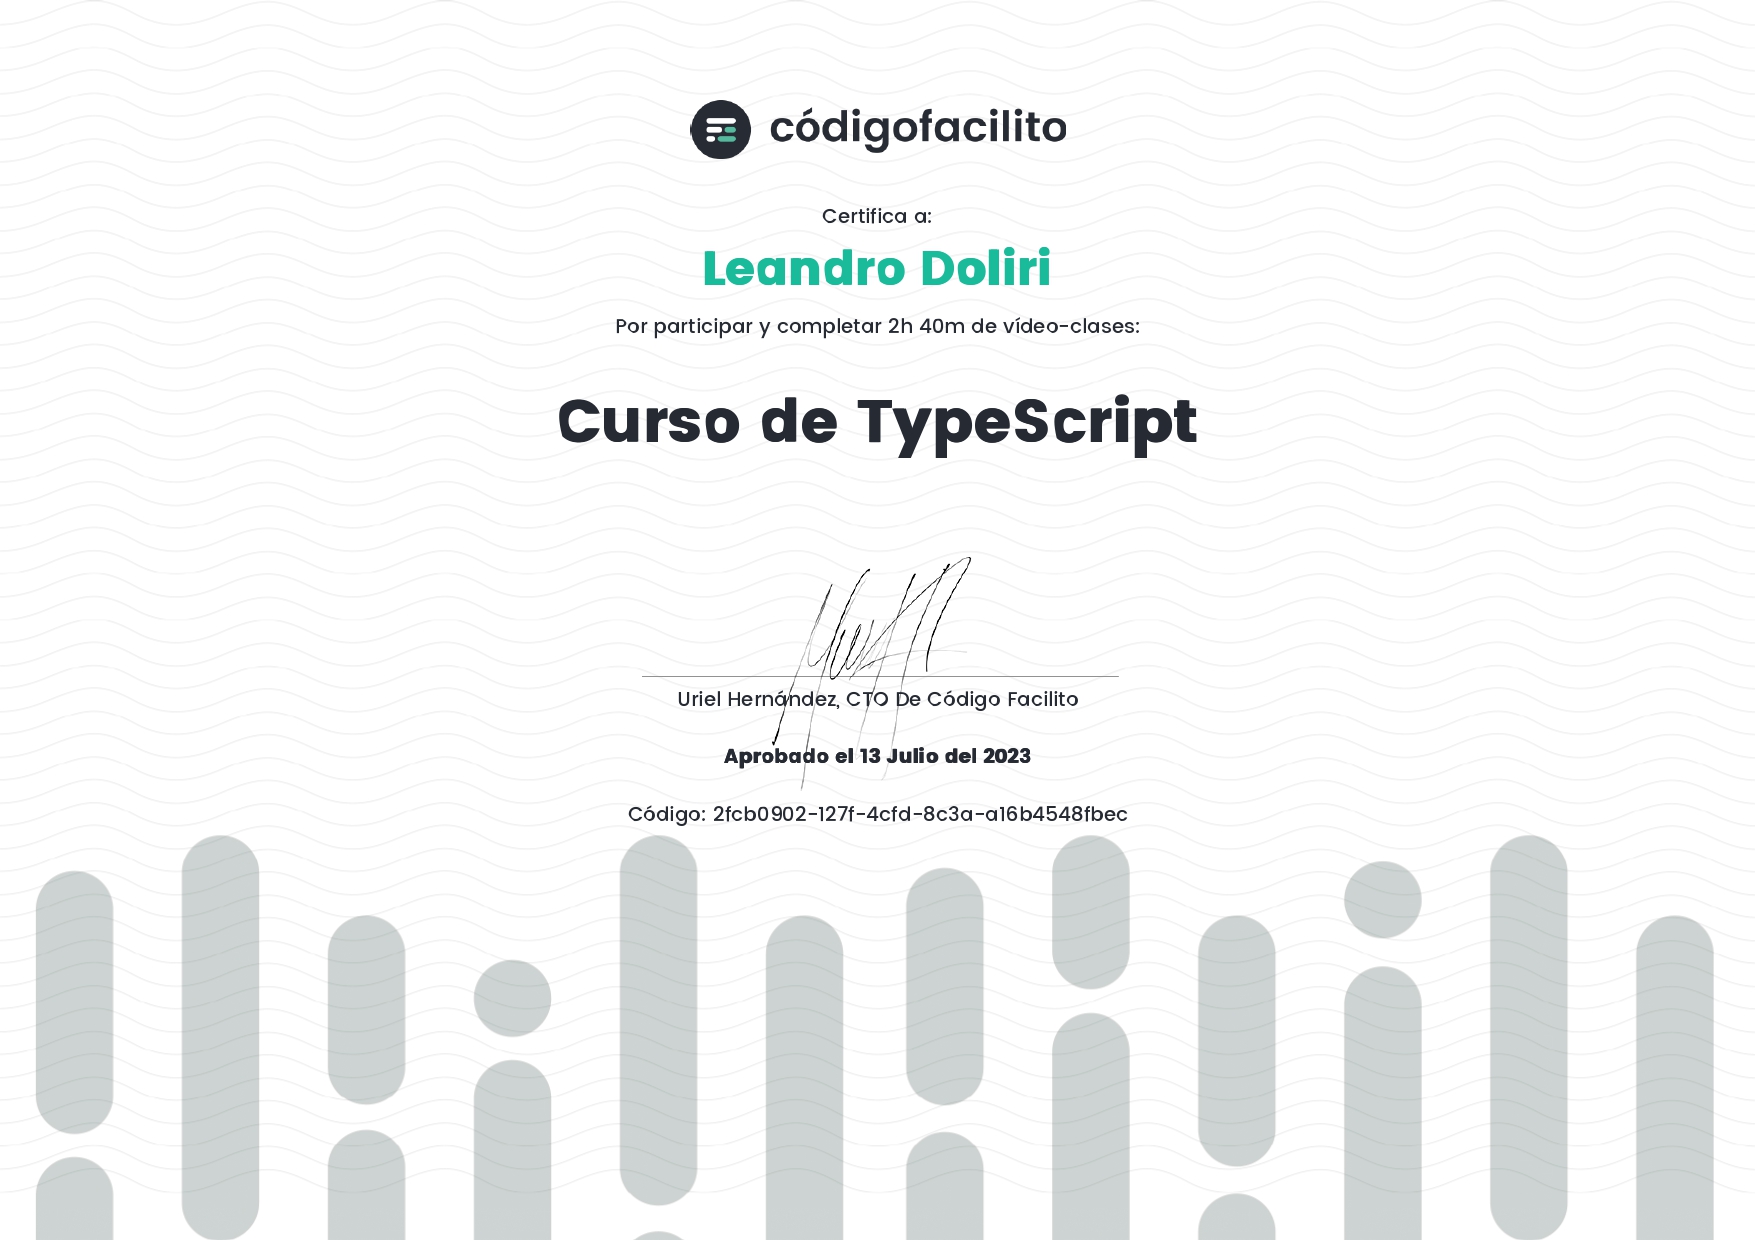 códigofacilito
Certifica a:
Leandro Doliri
Por participar y completar 2h 40m de vídeo-clases:
Curso de TypeScript
Uriel Hernández, CTO De Código Facilito
Aprobado el 13 Julio del 2023
Código: 2fcb0902-127f-4cfd-8c3a-a16b4548fbec